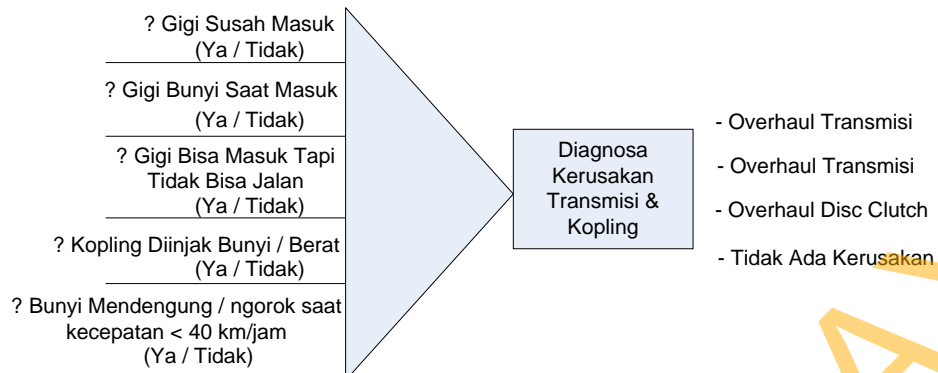 ? Gigi Susah Masuk
(Ya / Tidak)
? Gigi Bunyi Saat Masuk
(Ya / Tidak)
? Gigi Bisa Masuk Tapi
Tidak Bisa Jalan
(Ya / Tidak)
? Kopling Diinjak Bunyi / Berat
(Ya / Tidak)
? Bunyi Mendengung / ngorok saat
kecepatan < 40 km/jam
(Ya / Tidak)
Diagnosa
Kerusakan
Transmisi &
Kopling
- Overhaul Transmisi
- Overhaul Transmisi
- Overhaul Disc Clutch
- Tidak Ada Kerusakan